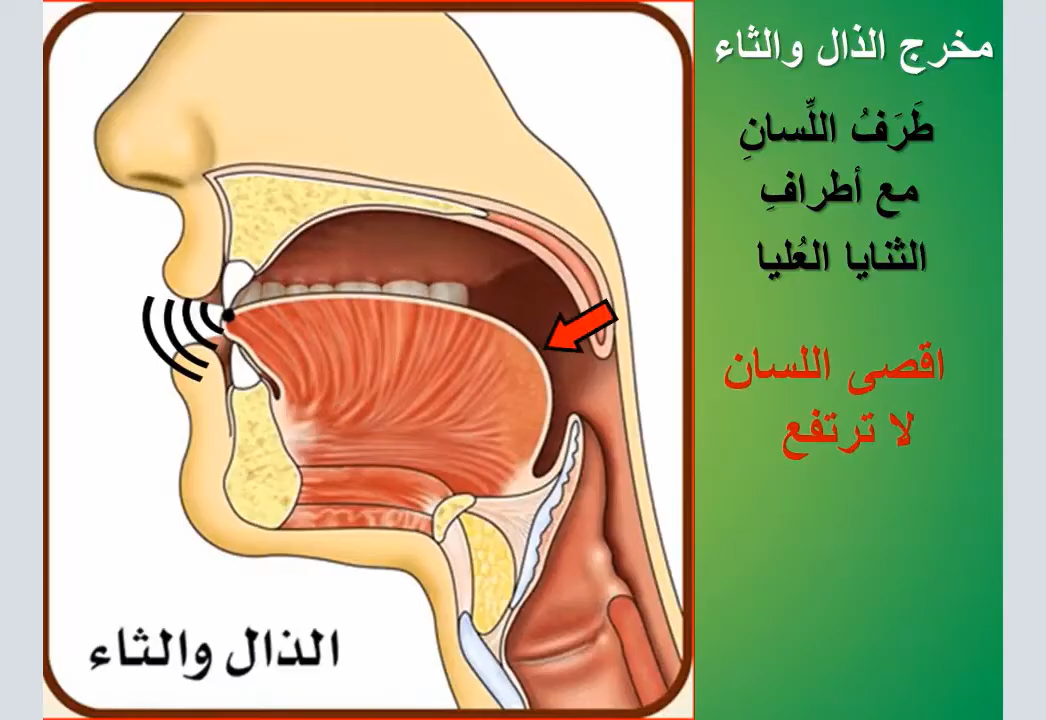 مخرج الذال والثاء
طَرَفُ اللِّسانِ
مع أطرافِ
الثنايا العُليا
اقصى اللسان
لا ترتفع
الذال والثاء